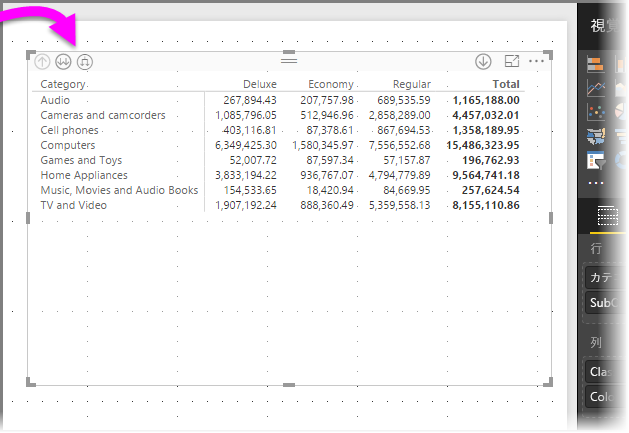 視覚
Category Deluxe Economy Regular Total
Audio 267,894.43 207,757.98 689,535.59 1,165,188.00
Cameras and camcorders 1,085,796.05 512,946.96 2,858,289.00 4,457,032.01
Cell phones 403,116.81 87,378.61 867,694.53 1,358,189.95
Computers 6,349,425.30 1,580,345.97 7,556,552.68 15,486,323.95
Games and Toys 52,007.72 87,597.34 57,157.87 196,762.93
Home Appliances 3,833,194.22 936,767.07 4,794,779.89 9,564,741.18
Music, Movies and Audio Books 154,533.65 18,420.94 84,669.95 257,624.54
TV and Video 1,907,192.24 888,360.49 5,359,558.13 8,155,110.86
行
カテ
SubC
列
Clas
Colo